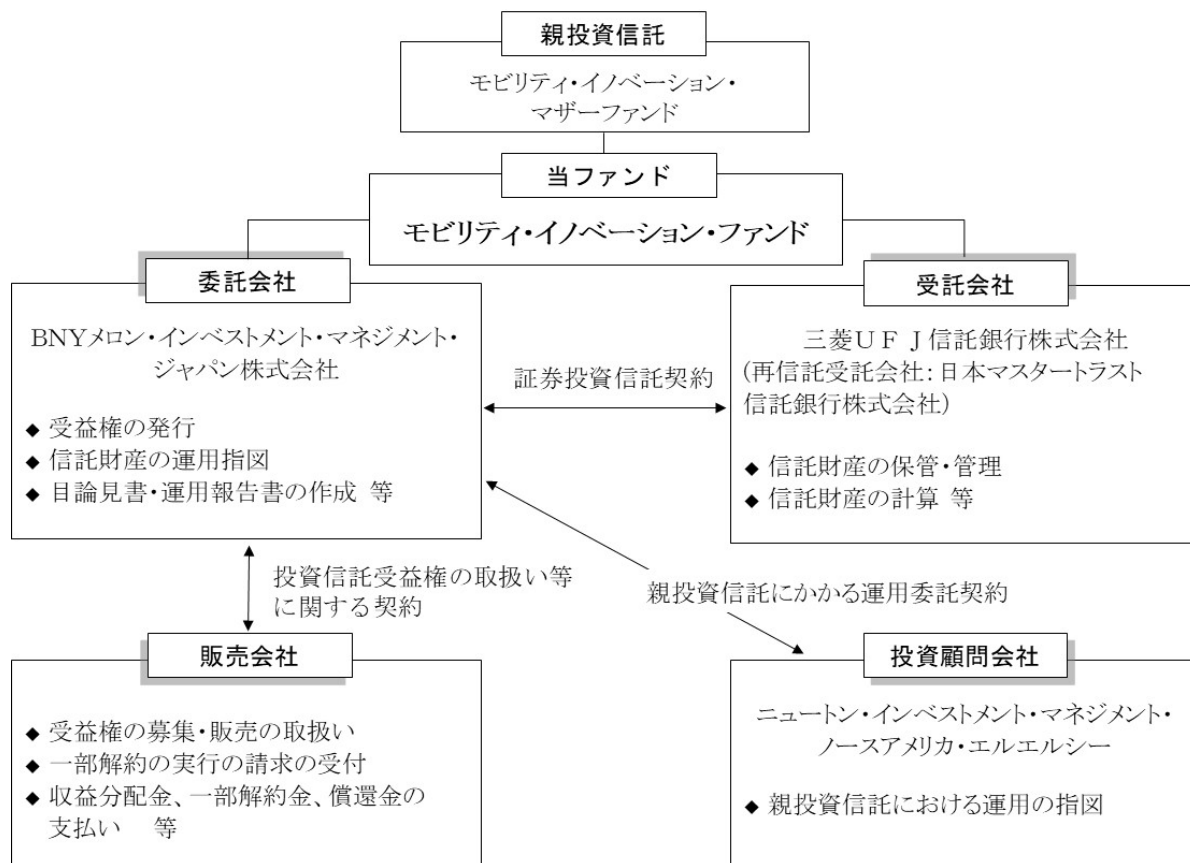 親投資信託
モビリティ・イノベーション・
マザーファンド
当ファンド
モビリティ・イノベーション・ファンド
委託会社
BNYメロン・インベストメント・マネジメント・
ジャパン株式会社
◆ 受益権の発行
◆ 信託財産の運用指図
◆ 目論見書・運用報告書の作成 等
証券投資信託契約
受託会社
三菱UFJ信託銀行株式会社
(再信託受託会社:日本マスタートラスト
信託銀行株式会社)
◆ 信託財産の保管・管理
◆ 信託財産の計算 等
投資信託受益権の取扱い等
に関する契約
親投資信託にかかる運用委託契約
販売会社
◆ 受益権の募集・販売の取扱い
◆ 一部解約の実行の請求の受付
◆ 収益分配金、一部解約金、償還金の
支払い 等
投資顧問会社
ニュートン・インベストメント・マネジメント・
ノースアメリカ・エルエルシー
◆ 親投資信託における運用の指図